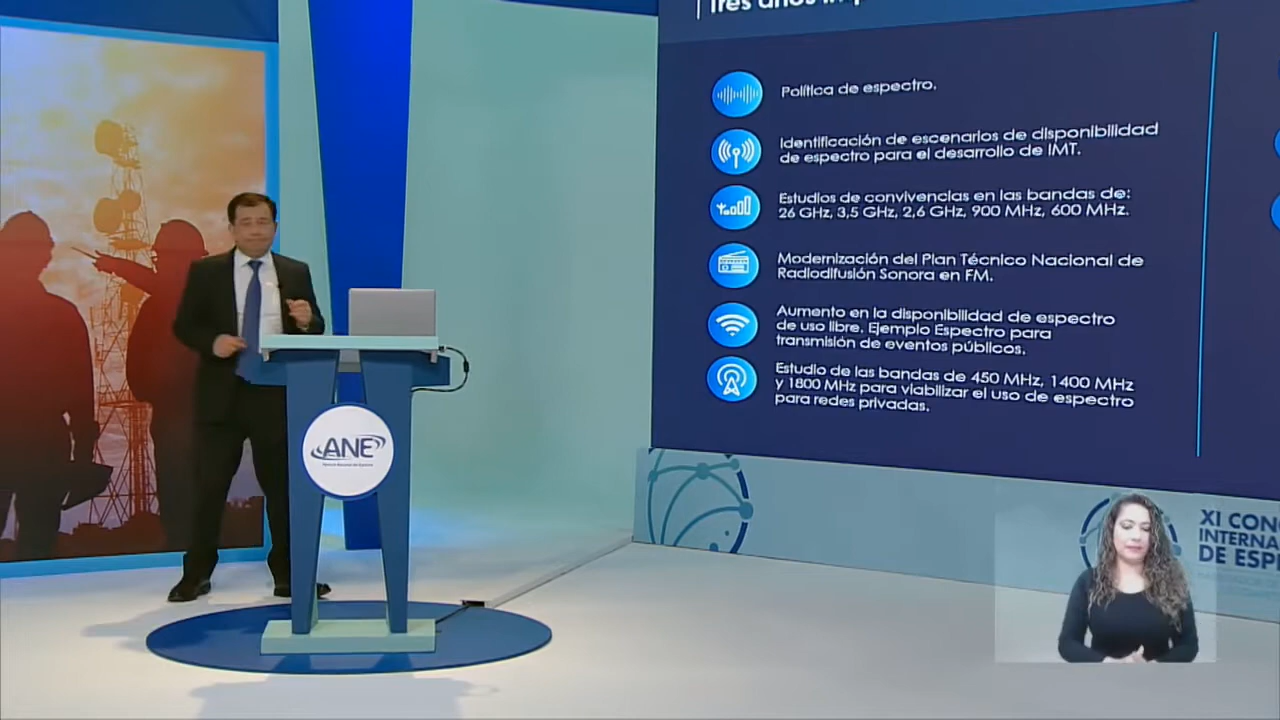 Tres años
Política de espectro.
Identificación de escenarios de disponibilidad
de espectro para el desarrollo de IMT.
Estudios de convivencias en las bandas de:
26 GHz, 3,5 GHz, 2,6 GHz, 900 MHz, 600 MHz.
Modernización del Plan Técnico Nacional de
Radiodifusión Sonora en FM.
Aumento en la disponibilidad de espectro
de uso libre. Ejemplo Espectro para
transmisión de eventos públicos.
Estudio de las bandas de 450 MHz, 1400 MHz
y 1800 MHz para viabilizar el uso de espectro
para redes privadas.
ANE
XI CON
INTERNA
DE ESP